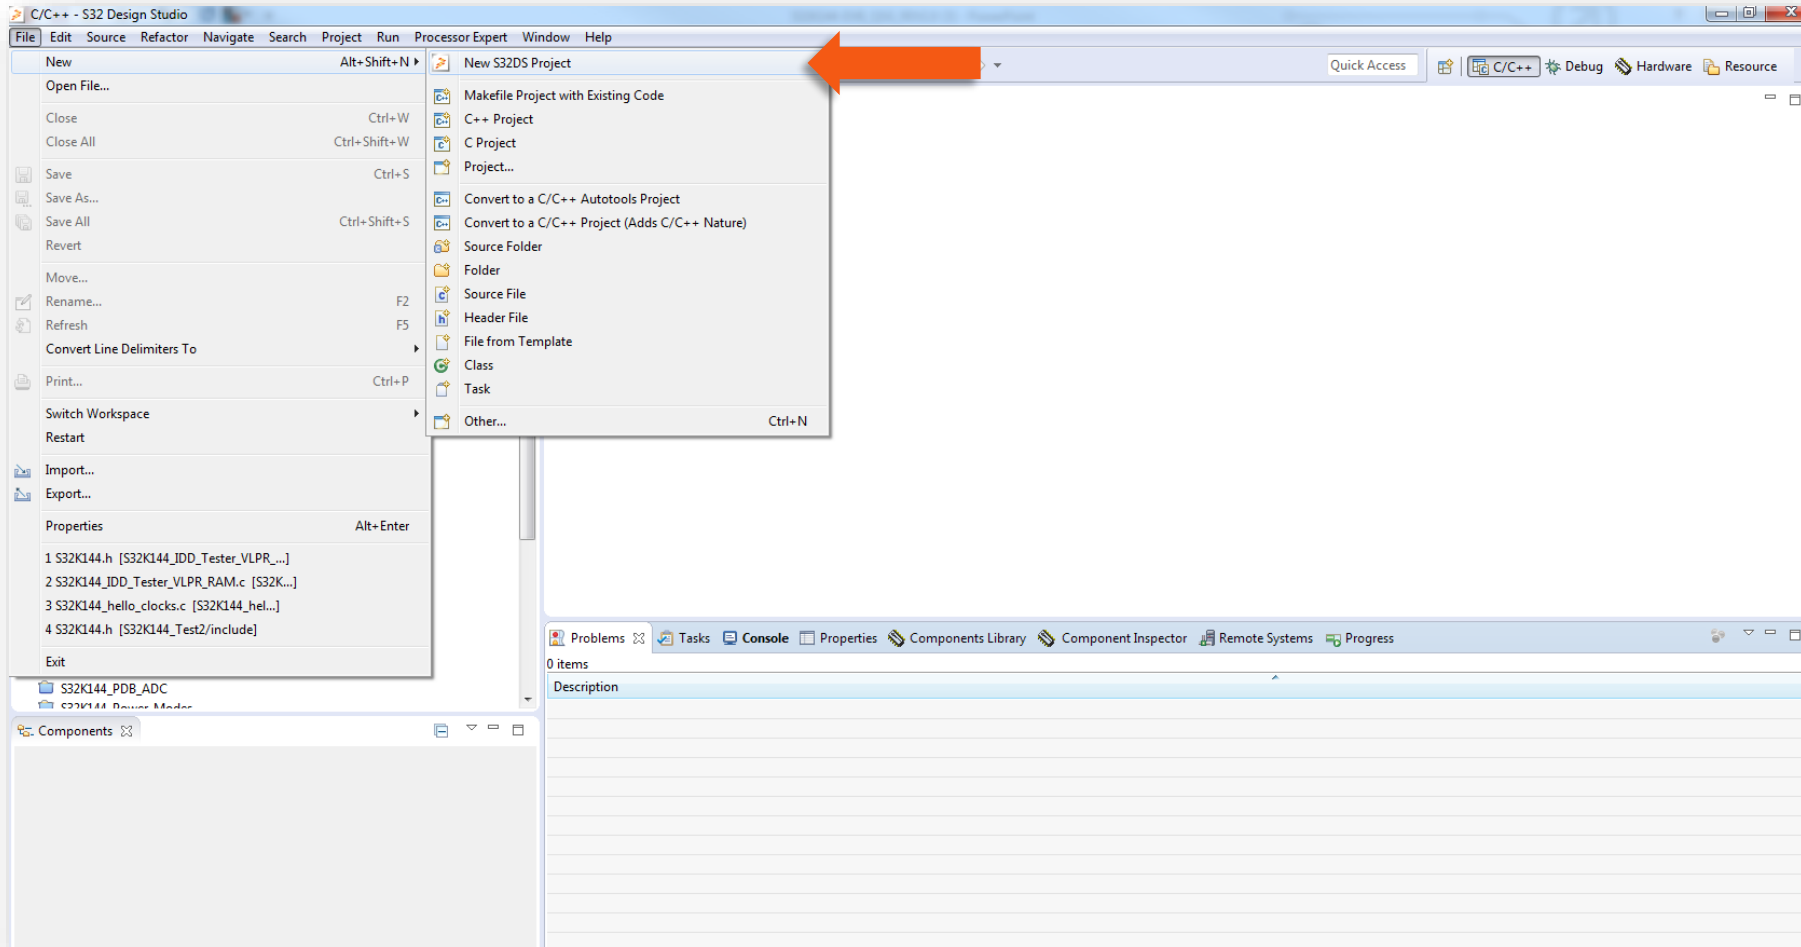 C/C++ - S32 Design Studio
File Edit Source Refactor Navigate Search Project Run Processor Expert Window Help
New Alt+Shift+N
Open File...
Close Ctrl+W
Close All Ctrl+Shift+W
Save Ctrl+S
Save As...
Save All Ctrl+Shift+S
Revert
Move...
Rename... F2
Refresh F5
Convert Line Delimiters To
Print... Ctrl+P
Switch Workspace
Restart
Import...
Export...
Properties Alt+Enter
1 S32K144.h [S32K144_IDD_Tester_VLPR_...]
2 S32K144_IDD_Tester_VLPR_RAM.c [S32K...]
3 S32K144_hello_clocks.c [S32K144_hel...]
4 S32K144.h [S32K144_Test2/include]
Exit
New S32DS Project
Makefile Project with Existing Code
C++ Project
C Project
Project...
Convert to a C/C++ Autotools Project
Convert to a C/C++ Project (Adds C/C++ Nature)
Source Folder
Folder
Source File
Header File
File from Template
Class
Task
Other... Ctrl+N
Quick Access C/C++ Debug Hardware Resource
S32K144_PDB_ADC
S32K144_Power_Modes
Components
Problems Tasks Console Properties Components Library Component Inspector Remote Systems Progress
0 items
Description